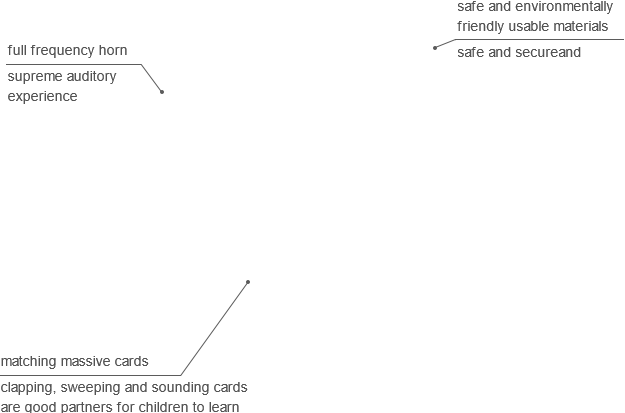 safe and environmentally
friendly usable materials
safe and secureand
full frequency horn
supreme auditory
experience
matching massive cards
clapping, sweeping and sounding cards
are good partners for children to learn